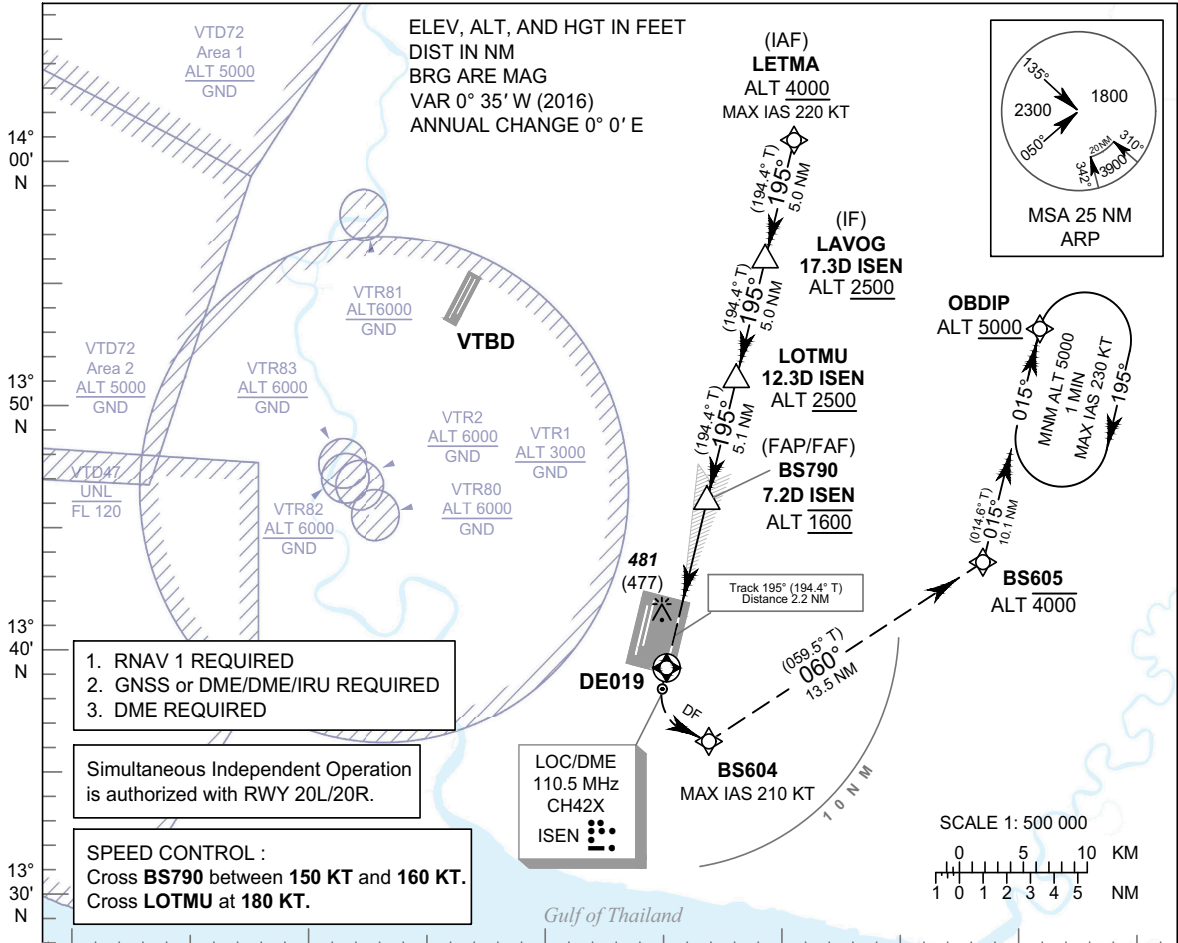 VTD72
Area 1
ALT 5000
GND
ELEV, ALT, AND HGT IN FEET
DIST IN NM
BRG ARE MAG
VAR 0° 35′ W (2016)
ANNUAL CHANGE 0° 0′ E
(IAF)
LETMA
ALT 4000
MAX IAS 220 KT
135°
2300
1800
050°
20NM
310°
342°
3900
MSA 25 NM
ARP
14°
00'
N
(194.4° T)
195°
5.0 NM
(IF)
LAVOG
17.3D ISEN
ALT 2500
VTR81
ALT6000
GND
VTBD
(194.4° T)
195°
5.0 NM
OBDIP
ALT 5000
VTD72
Area 2
ALT 5000
GND
VTR83
ALT 6000
GND
LOTMU
12.3D ISEN
ALT 2500
015°
MNM ALT 5000
1 MIN
MAX IAS 230 KT
195°
13°
50'
N
VTR2
ALT 6000
GND
VTR1
ALT 3000
GND
(194.4° T)
195°
5.1 NM
(FAP/FAF)
BS790
7.2D ISEN
ALT 1600
VTD47
UNL
FL 120
VTR82
ALT 6000
GND
VTR80
ALT 6000
GND
(014.6° T)
015°
10.1 NM
481
(477)
Track 195° (194.4° T)
Distance 2.2 NM
BS605
ALT 4000
13°
40'
N
1. RNAV 1 REQUIRED
2. GNSS or DME/DME/IRU REQUIRED
3. DME REQUIRED
DE019
(059.5° T)
060°
13.5 NM
DF
BS604
MAX IAS 210 KT
10NM
Simultaneous Independent Operation
is authorized with RWY 20L/20R.
LOC/DME
110.5 MHz
CH42X
ISEN
SPEED CONTROL :
Cross BS790 between 150 KT and 160 KT.
Cross LOTMU at 180 KT.
13°
30'
N
Gulf of Thailand
SCALE 1: 500 000
0 5 10 KM
1 0 1 2 3 4 5 NM